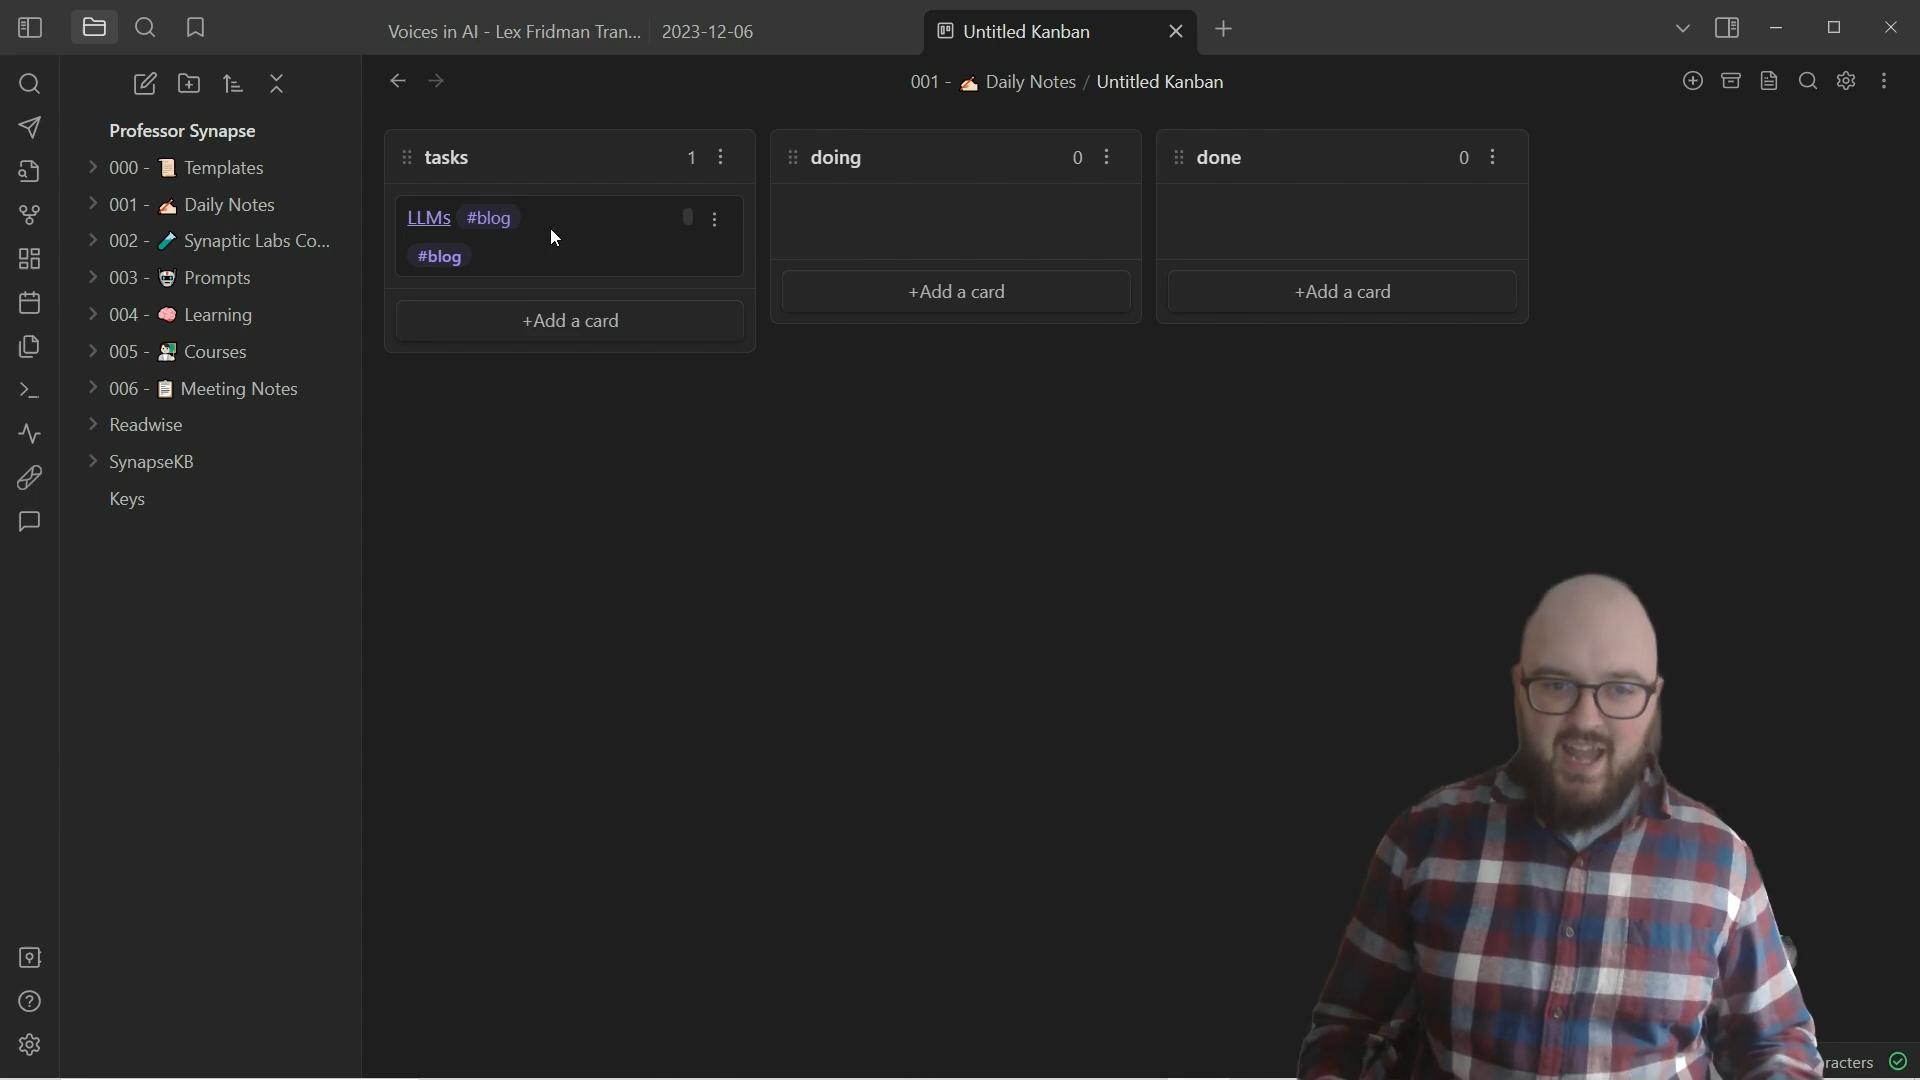 Voices in AI - Lex Fridman Tran...
2023-12-06
Untitled Kanban
001 - ✍🏻 Daily Notes / Untitled Kanban
Professor Synapse
000 - 📜 Templates
001 - ✍🏻 Daily Notes
002 - 🧪 Synaptic Labs Co...
003 - 🤖 Prompts
004 - 🧠 Learning
005 - 👩🏻‍🏫 Courses
006 - 📋 Meeting Notes
Readwise
SynapseKB
Keys
tasks 1
LLMs #blog
#blog
+Add a card
doing 0
+Add a card
done 0
+Add a card
racters